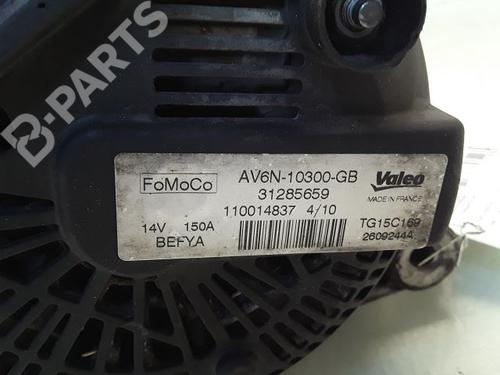 B-PARTS
FoMoCo
AV6N-10300-GB
31285659
110014837 4/10
Valeo
MADE IN FRANCE
14V 150A
BEFYA
TG15C169
2609244A